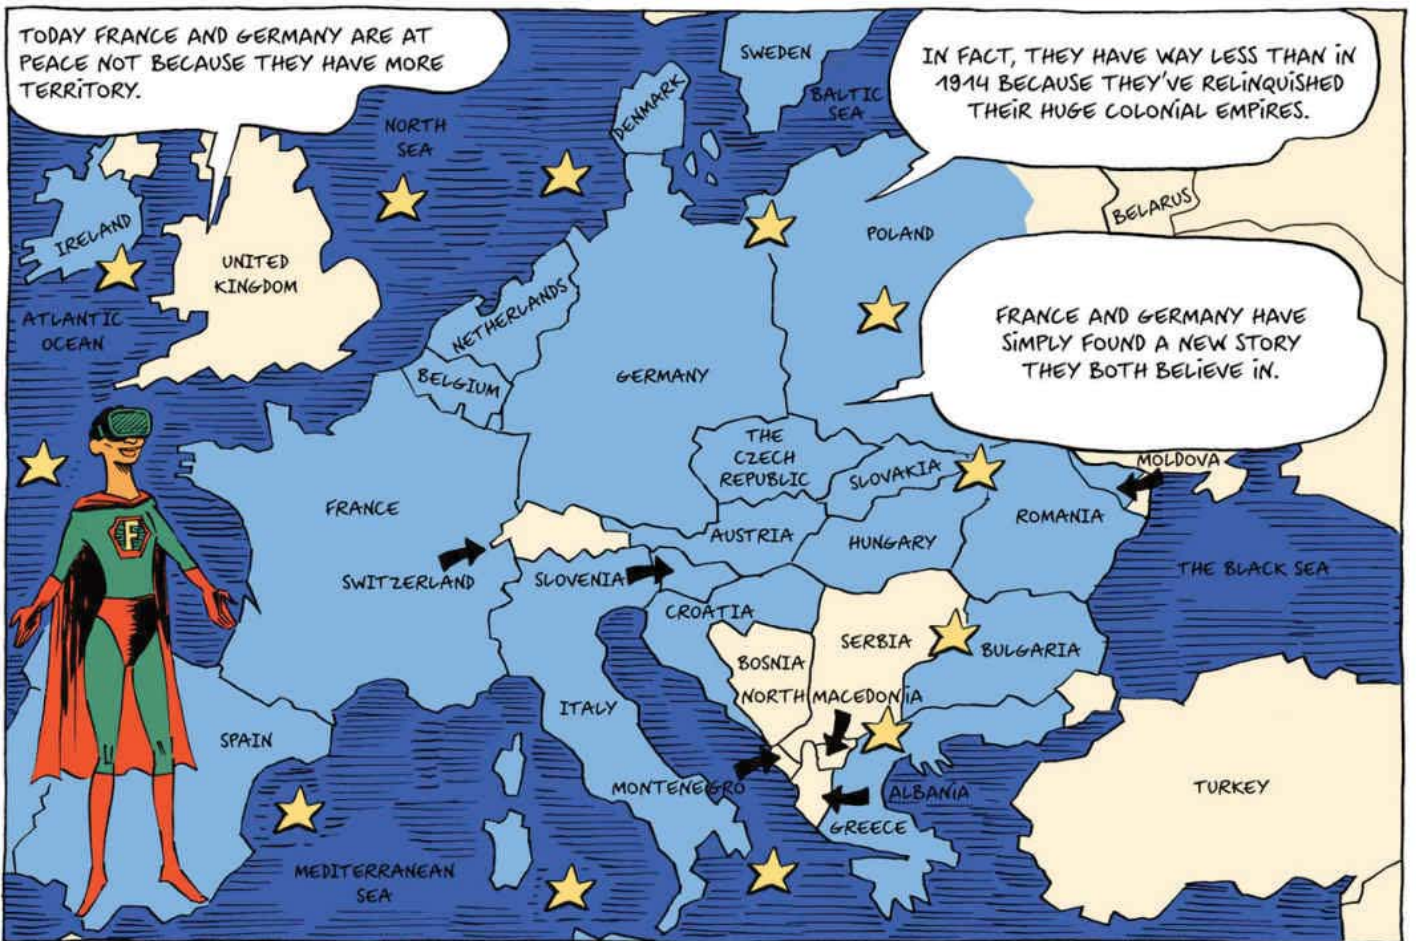 TODAY FRANCE AND GERMANY ARE AT
PEACE NOT BECAUSE THEY HAVE MORE
TERRITORY.
IN FACT, THEY HAVE WAY LESS THAN IN
1914 BECAUSE THEY'VE RELINQUISHED
THEIR HUGE COLONIAL EMPIRES.
FRANCE AND GERMANY HAVE
SIMPLY FOUND A NEW STORY
THEY BOTH BELIEVE IN.
SWEDEN
DENMARK
BALTIC
SEA
NORTH
SEA
BELARUS
IRELAND
POLAND
UNITED
KINGDOM
NETHERLANDS
ATLANTIC
OCEAN
BELGIUM
GERMANY
THE
CZECH
REPUBLIC
SLOVAKIA
MOLDOVA
F
FRANCE
AUSTRIA
HUNGARY
ROMANIA
SWITZERLAND
SLOVENIA
THE BLACK SEA
CROATIA
SERBIA
BULGARIA
BOSNIA
NORTH MACEDONIA
ITALY
SPAIN
MONTENEGRO
ALBANIA
TURKEY
GREECE
MEDITERRANEAN
SEA